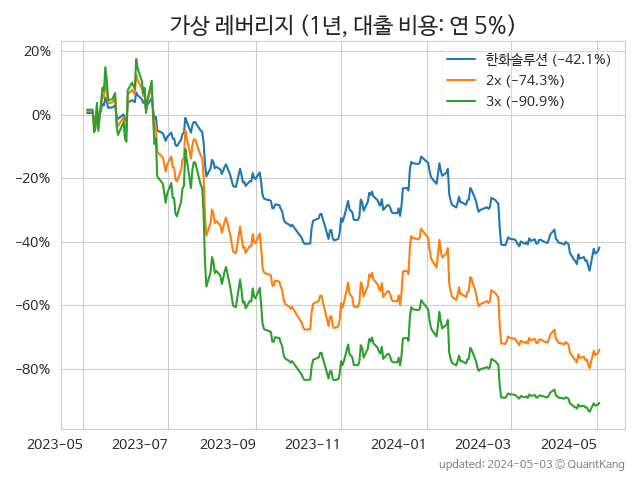 가상 레버리지 (1년, 대출 비용: 연 5%)
한화솔루션 (−42.1%)
2x (−74.3%)
3x (−90.9%)
20%
0%
−20%
−40%
−60%
−80%
2023-05 2023-07 2023-09 2023-11 2024-01 2024-03 2024-05
updated: 2024-05-03 © QuantKang